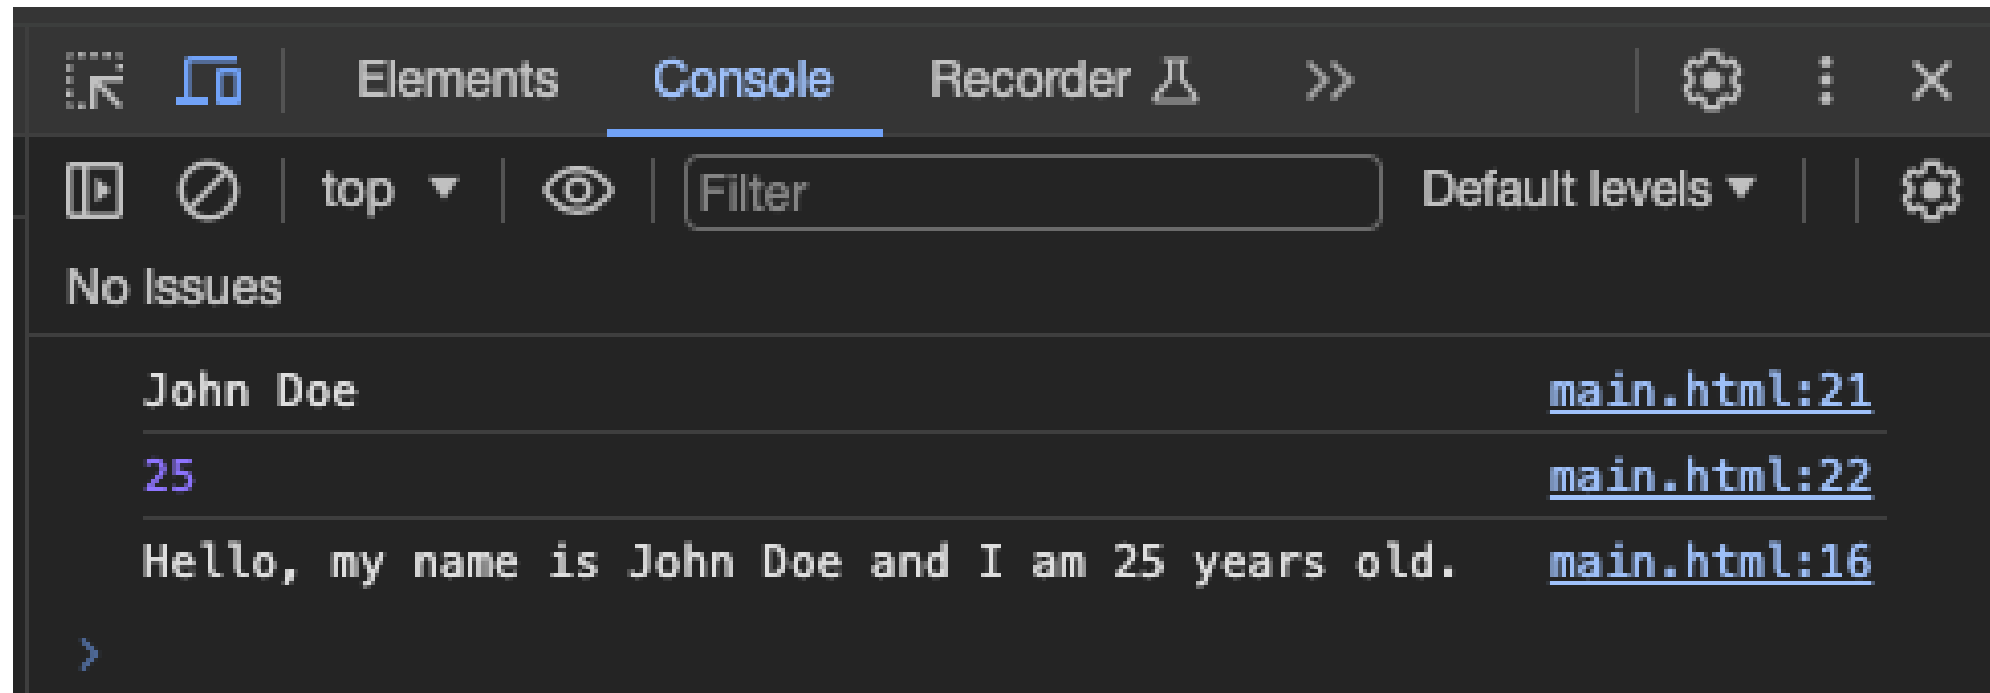 Elements Console Recorder
top Filter Default levels
No Issues
John Doe main.html:21
25 main.html:22
Hello, my name is John Doe and I am 25 years old. main.html:16